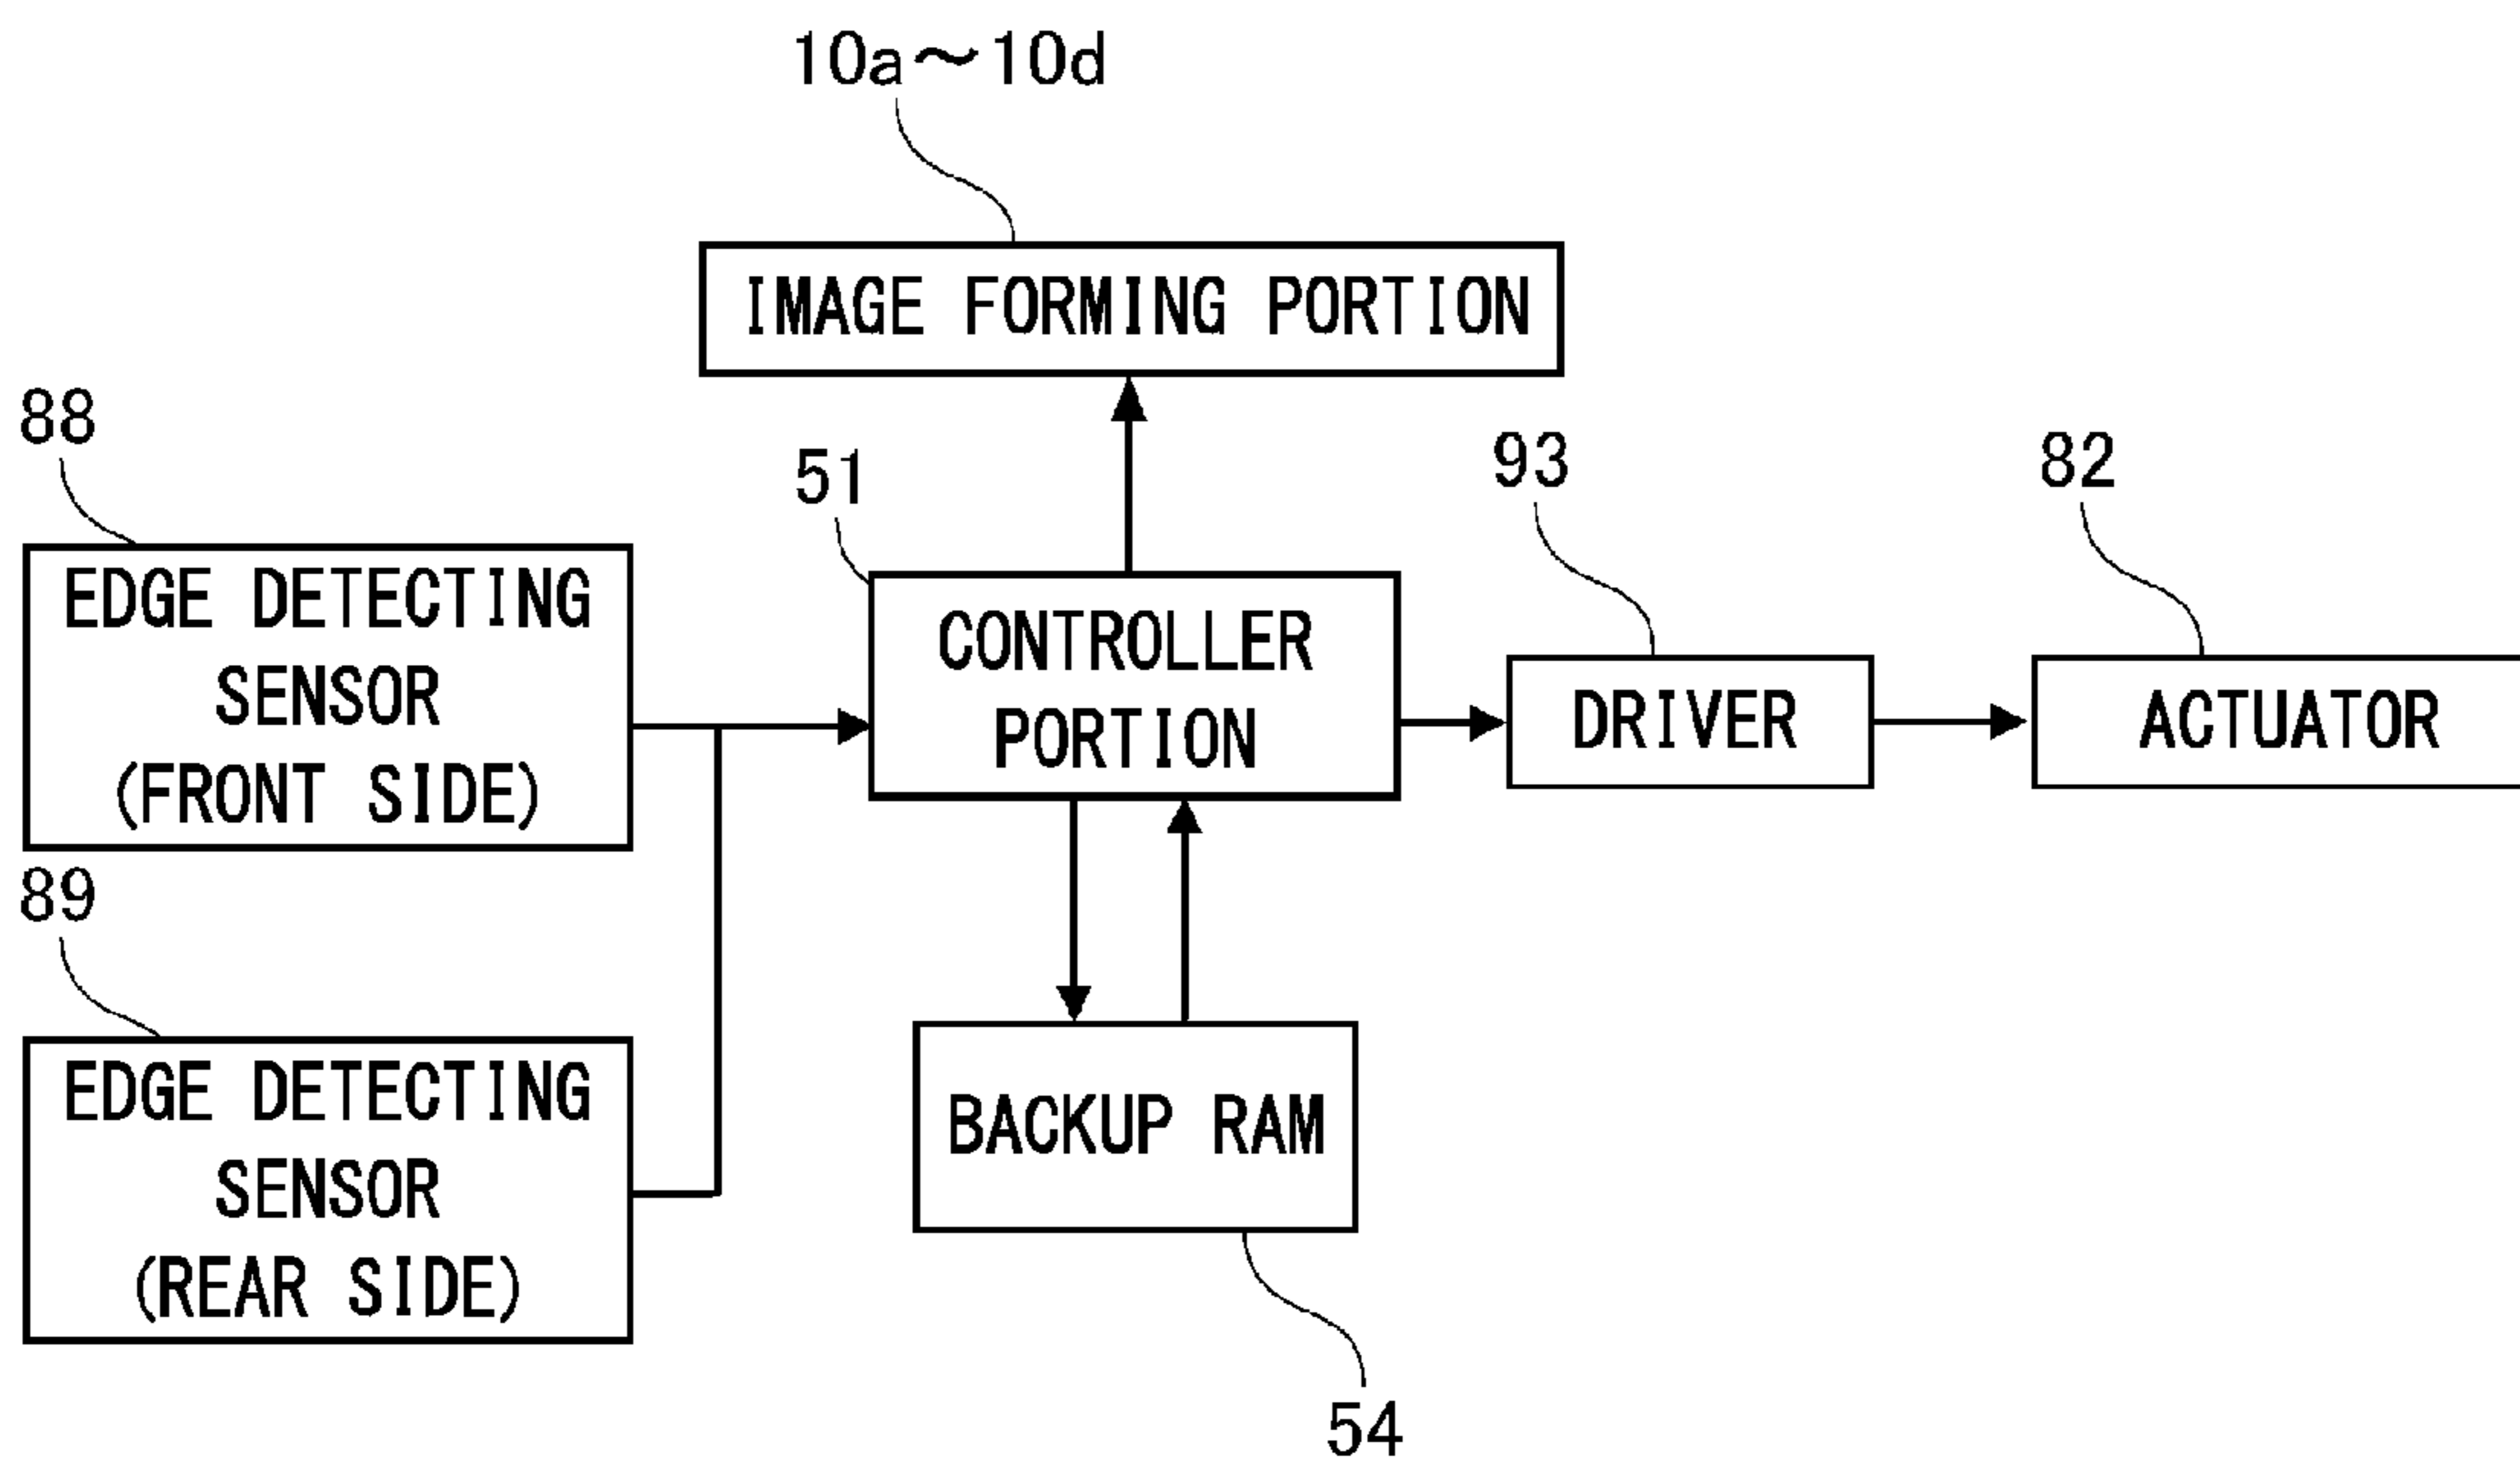 10a～10d
IMAGE FORMING PORTION
88
51
93
82
EDGE DETECTING
SENSOR
(FRONT SIDE)
CONTROLLER
PORTION
DRIVER
ACTUATOR
89
EDGE DETECTING
SENSOR
(REAR SIDE)
BACKUP RAM
54